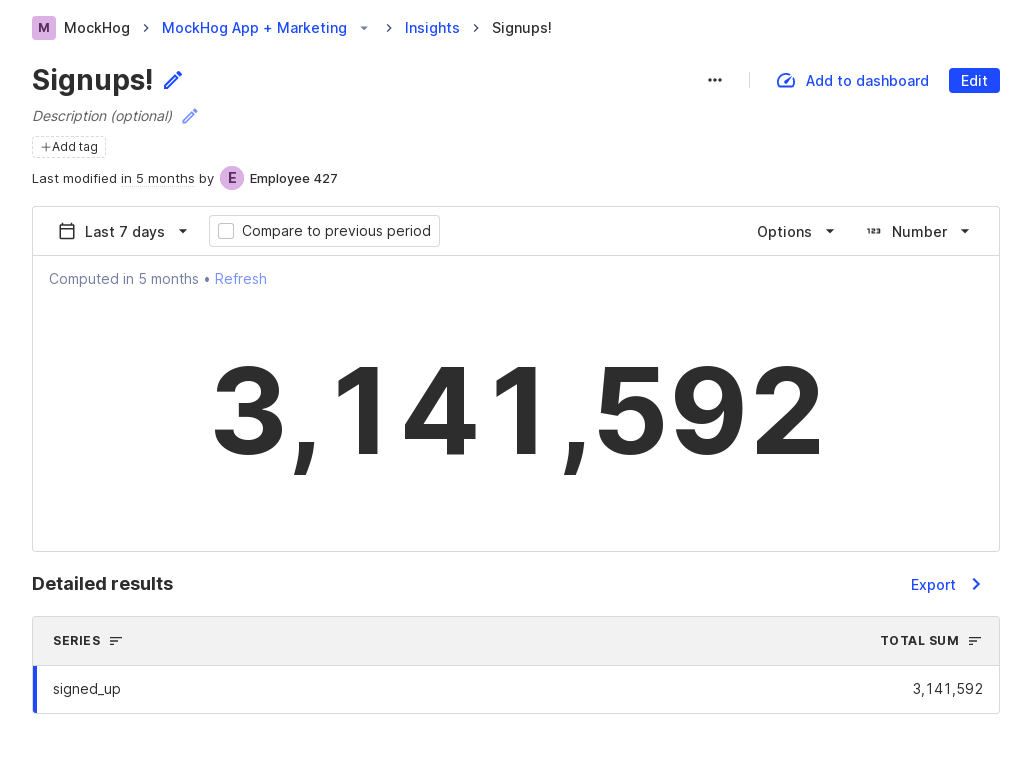 M MockHog MockHog App + Marketing Insights Signups!
Signups!
Add to dashboard Edit
Description (optional)
+Add tag
Last modified in 5 months by E Employee 427
Last 7 days Compare to previous period Options 123 Number
Computed in 5 months • Refresh
3,141,592
Detailed results Export
SERIES TOTAL SUM
signed_up 3,141,592